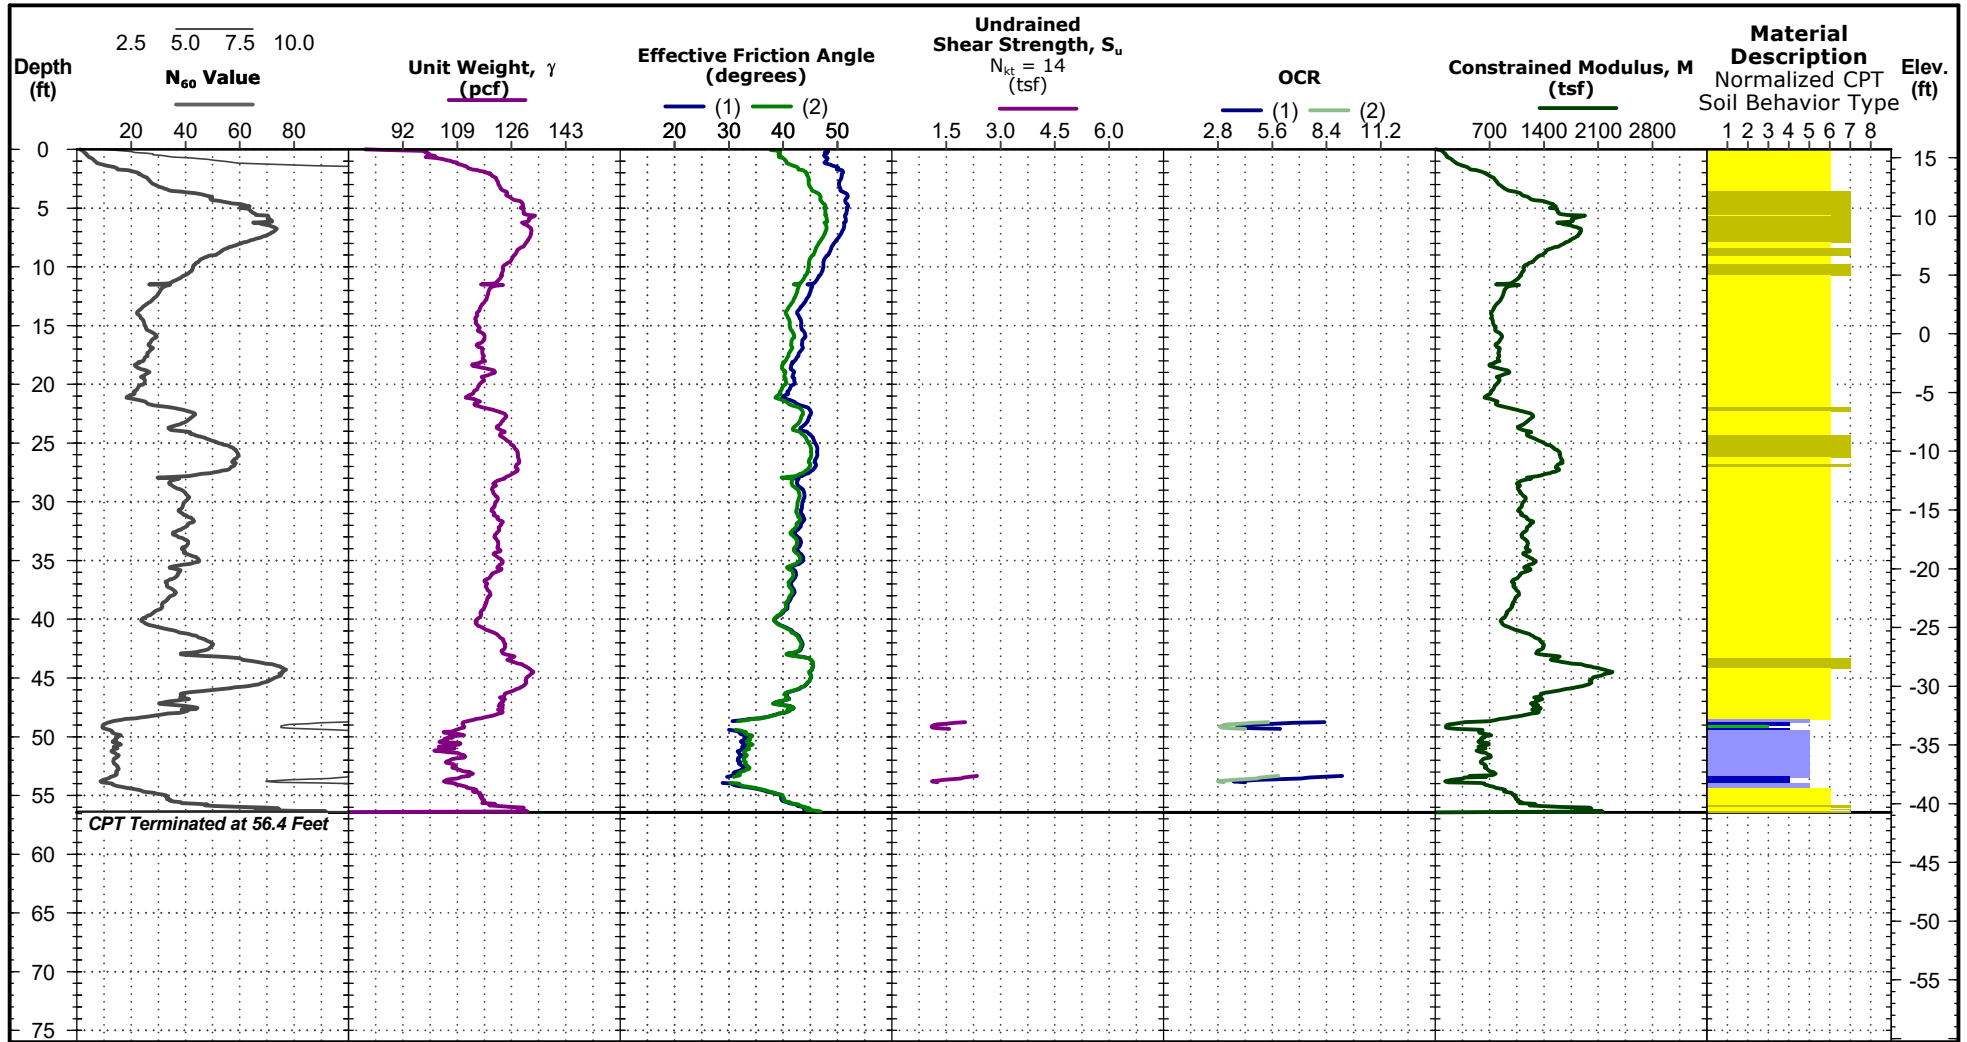 Depth
(ft)
2.5 5.0 7.5 10.0
N₆₀ Value
20 40 60 80
Unit Weight, γ
(pcf)
92 109 126 143
Effective Friction Angle
(degrees)
(1) (2)
20 30 40 50
Undrained
Shear Strength, Sᵤ
Nₖₜ = 14
(tsf)
1.5 3.0 4.5 6.0
OCR
(1) (2)
2.8 5.6 8.4 11.2
Constrained Modulus, M
(tsf)
700 1400 2100 2800
Material
Description
Normalized CPT
Soil Behavior Type
1 2 3 4 5 6 7 8
Elev.
(ft)
0
5
10
15
20
25
30
35
40
45
50
55
60
65
70
75
CPT Terminated at 56.4 Feet
15
10
5
0
-5
-10
-15
-20
-25
-30
-35
-40
-45
-50
-55